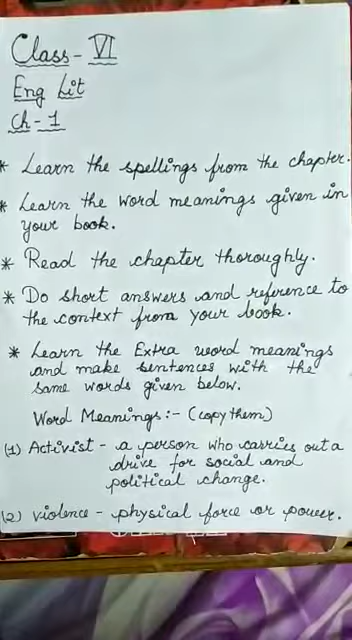 Class - VI
Eng Lit
Ch - 1
* Learn the spellings from the chapter.
* Learn the word meanings given in
your book.
* Read the chapter thoroughly.
* Do short answers and reference to
the context from your book.
* Learn the Extra word meanings
and make sentences with the
same words given below.
Word Meanings :- (copy them)
(1) Activist - a person who carries out a
drive for social and
political change.
(2) violence - physical force or power.